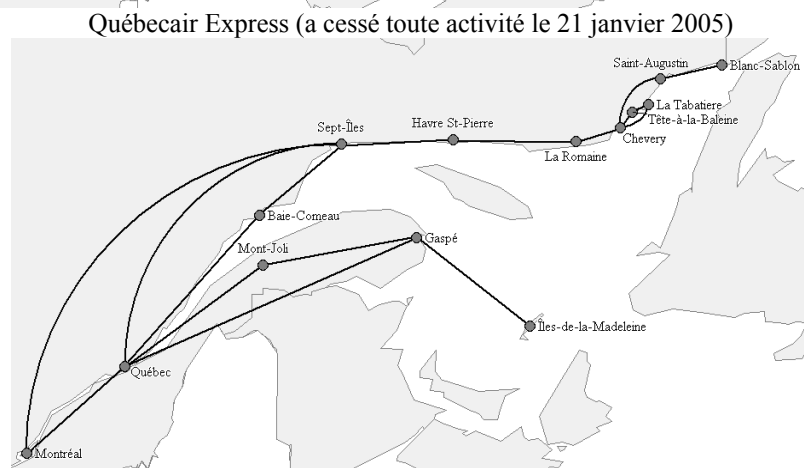 Québecair Express (a cessé toute activité le 21 janvier 2005)
Saint-Augustin
Blanc-Sablon
La Tabatiere
Tête-à-la-Baleine
Chevery
Sept-Îles
Havre St-Pierre
La Romaine
Baie-Comeau
Mont-Joli
Gaspé
Îles-de-la-Madeleine
Québec
Montréal